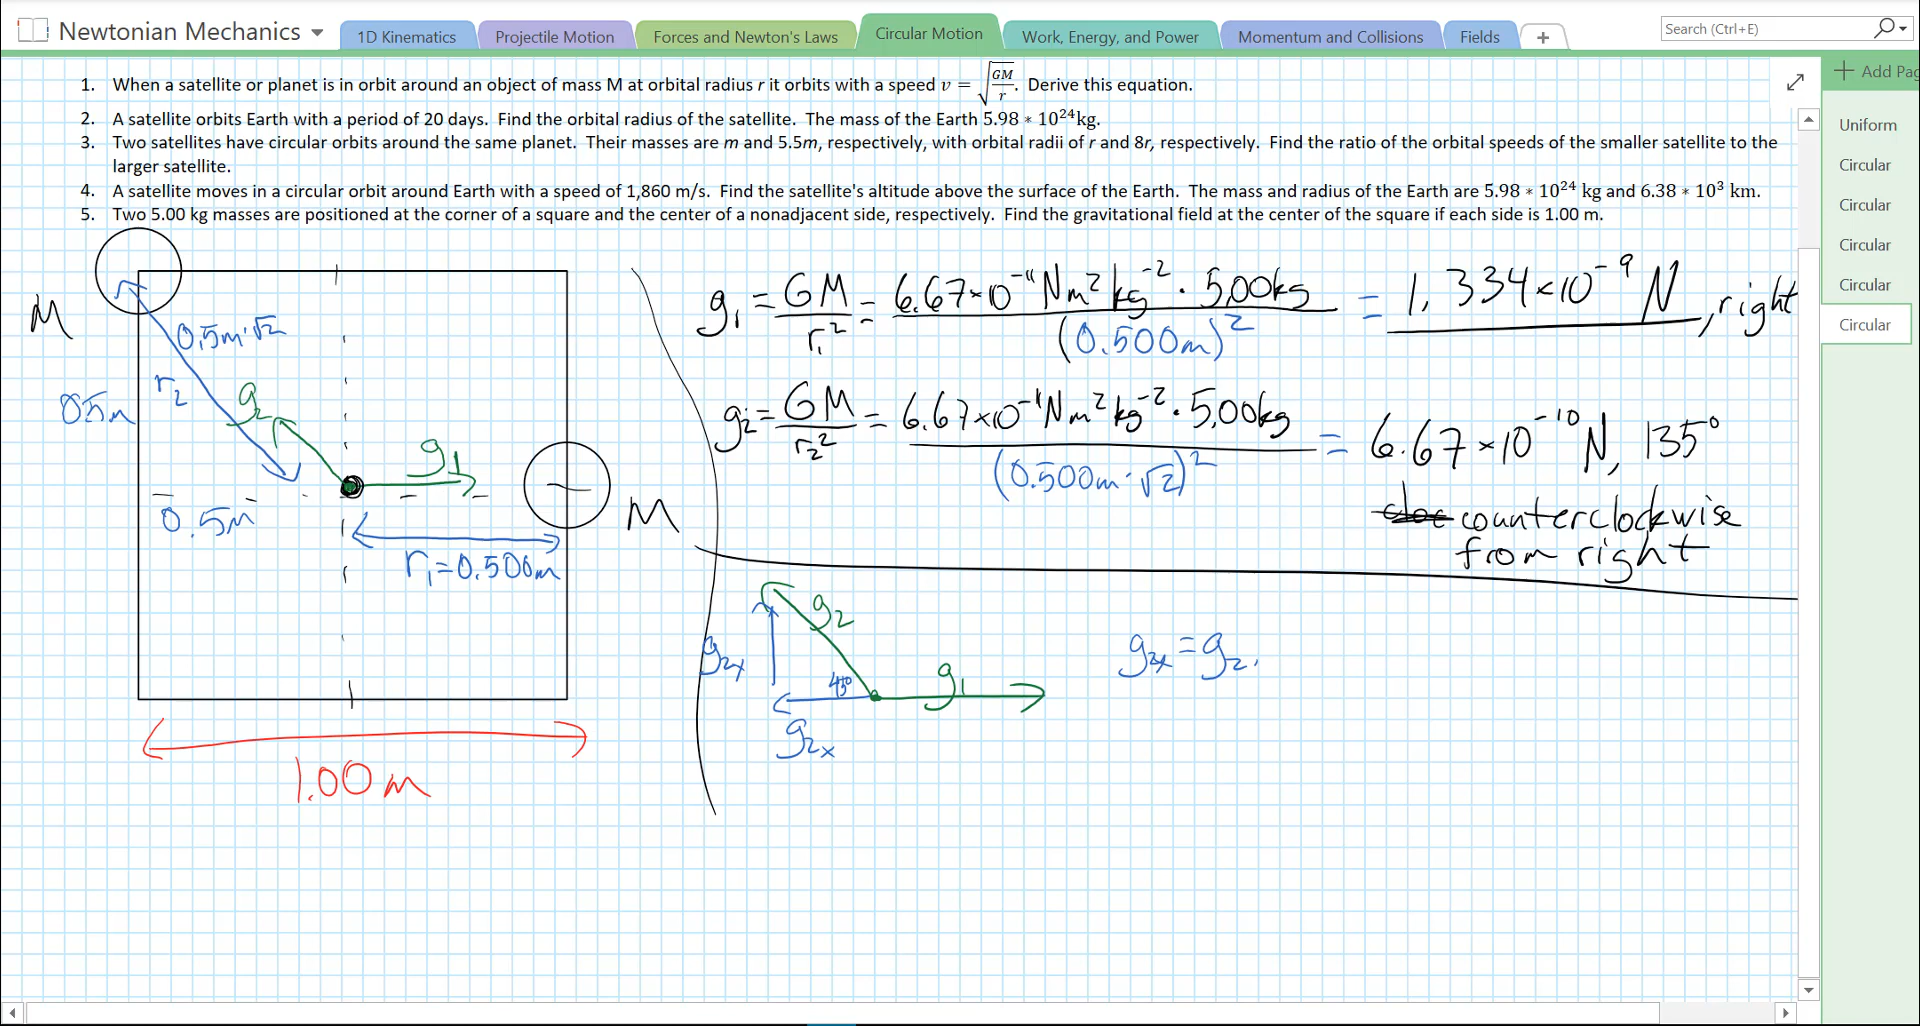 Newtonian Mechanics
1D Kinematics
Projectile Motion
Forces and Newton's Laws
Circular Motion
Work, Energy, and Power
Momentum and Collisions
Fields
Search (Ctrl+E)
Add Pag
Uniform
Circular
Circular
Circular
Circular
Circular
1. When a satellite or planet is in orbit around an object of mass M at orbital radius r it orbits with a speed v = √(GM/r). Derive this equation.
2. A satellite orbits Earth with a period of 20 days. Find the orbital radius of the satellite. The mass of the Earth 5.98 * 10²⁴kg.
3. Two satellites have circular orbits around the same planet. Their masses are m and 5.5m, respectively, with orbital radii of r and 8r, respectively. Find the ratio of the orbital speeds of the smaller satellite to the
larger satellite.
4. A satellite moves in a circular orbit around Earth with a speed of 1,860 m/s. Find the satellite's altitude above the surface of the Earth. The mass and radius of the Earth are 5.98 * 10²⁴ kg and 6.38 * 10³ km.
5. Two 5.00 kg masses are positioned at the corner of a square and the center of a nonadjacent side, respectively. Find the gravitational field at the center of the square if each side is 1.00 m.
M
0.5m·√2
r₂
0.5m
g₂
g₁
0.5m
M
r₁=0.500m
1.00 m
g₁ = GM/r₁² = 6.67×10⁻¹¹Nm²kg⁻² · 5.00kg/(0.500m)² = 1.334×10⁻⁹ N, right
g₂ = GM/r₂² = 6.67×10⁻¹¹Nm²kg⁻² · 5.00kg/(0.500m·√2)² = 6.67×10⁻¹⁰ N, 135°
counterclockwise
from right
g₂
g₂x
45°
g₁
g₂x
g₂x = g₂.